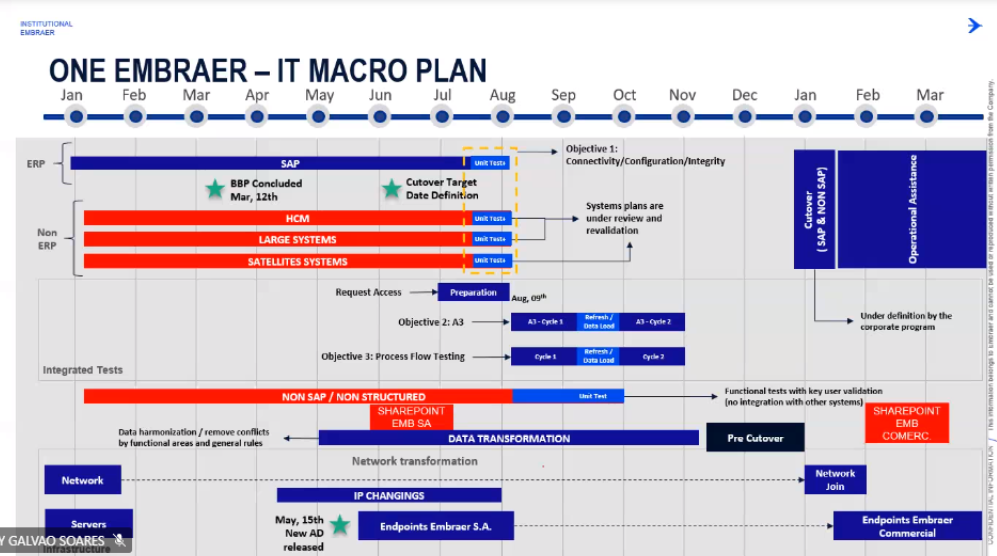 INSTITUTIONAL
EMBRAER
ONE EMBRAER – IT MACRO PLAN
Jan Feb Mar Apr May Jun Jul Aug Sep Oct Nov Dec Jan Feb Mar
ERP
SAP
Unit Tests
Objective 1:
Connectivity/Configuration/Integrity
BBP Concluded
Mar, 12th
Cutover Target
Date Definition
Non
ERP
HCM
Unit Tests
LARGE SYSTEMS
Unit Tests
SATELLITES SYSTEMS
Unit Tests
Systems plans are
under review and
revalidation
Cutover
( SAP & NON SAP)
Operational Assistance
Request Access
Preparation
Aug, 09th
Objective 2: A3
A3 - Cycle 1
Refresh /
Data Load
A3 - Cycle 2
Under definition by the
corporate program
Objective 3: Process Flow Testing
Cycle 1
Refresh /
Data Load
Cycle 2
Integrated Tests
NON SAP / NON STRUCTURED
Unit Test
Functional tests with key user validation
(no integration with other systems)
SHAREPOINT
EMB SA
SHAREPOINT
EMB
COMERC.
Data harmonization / remove conflicts
by functional areas and general rules
DATA TRANSFORMATION
Pre Cutover
Network transformation
Network
Network
Join
IP CHANGINGS
Servers
May, 15th
New AD
released
Endpoints Embraer S.A.
Endpoints Embraer
Commercial
Y GALVAO SOARES
Infrastructure
CONFIDENTIAL INFORMATION / This information belongs to Embraer and cannot be used or reproduced without written permission from the Company.